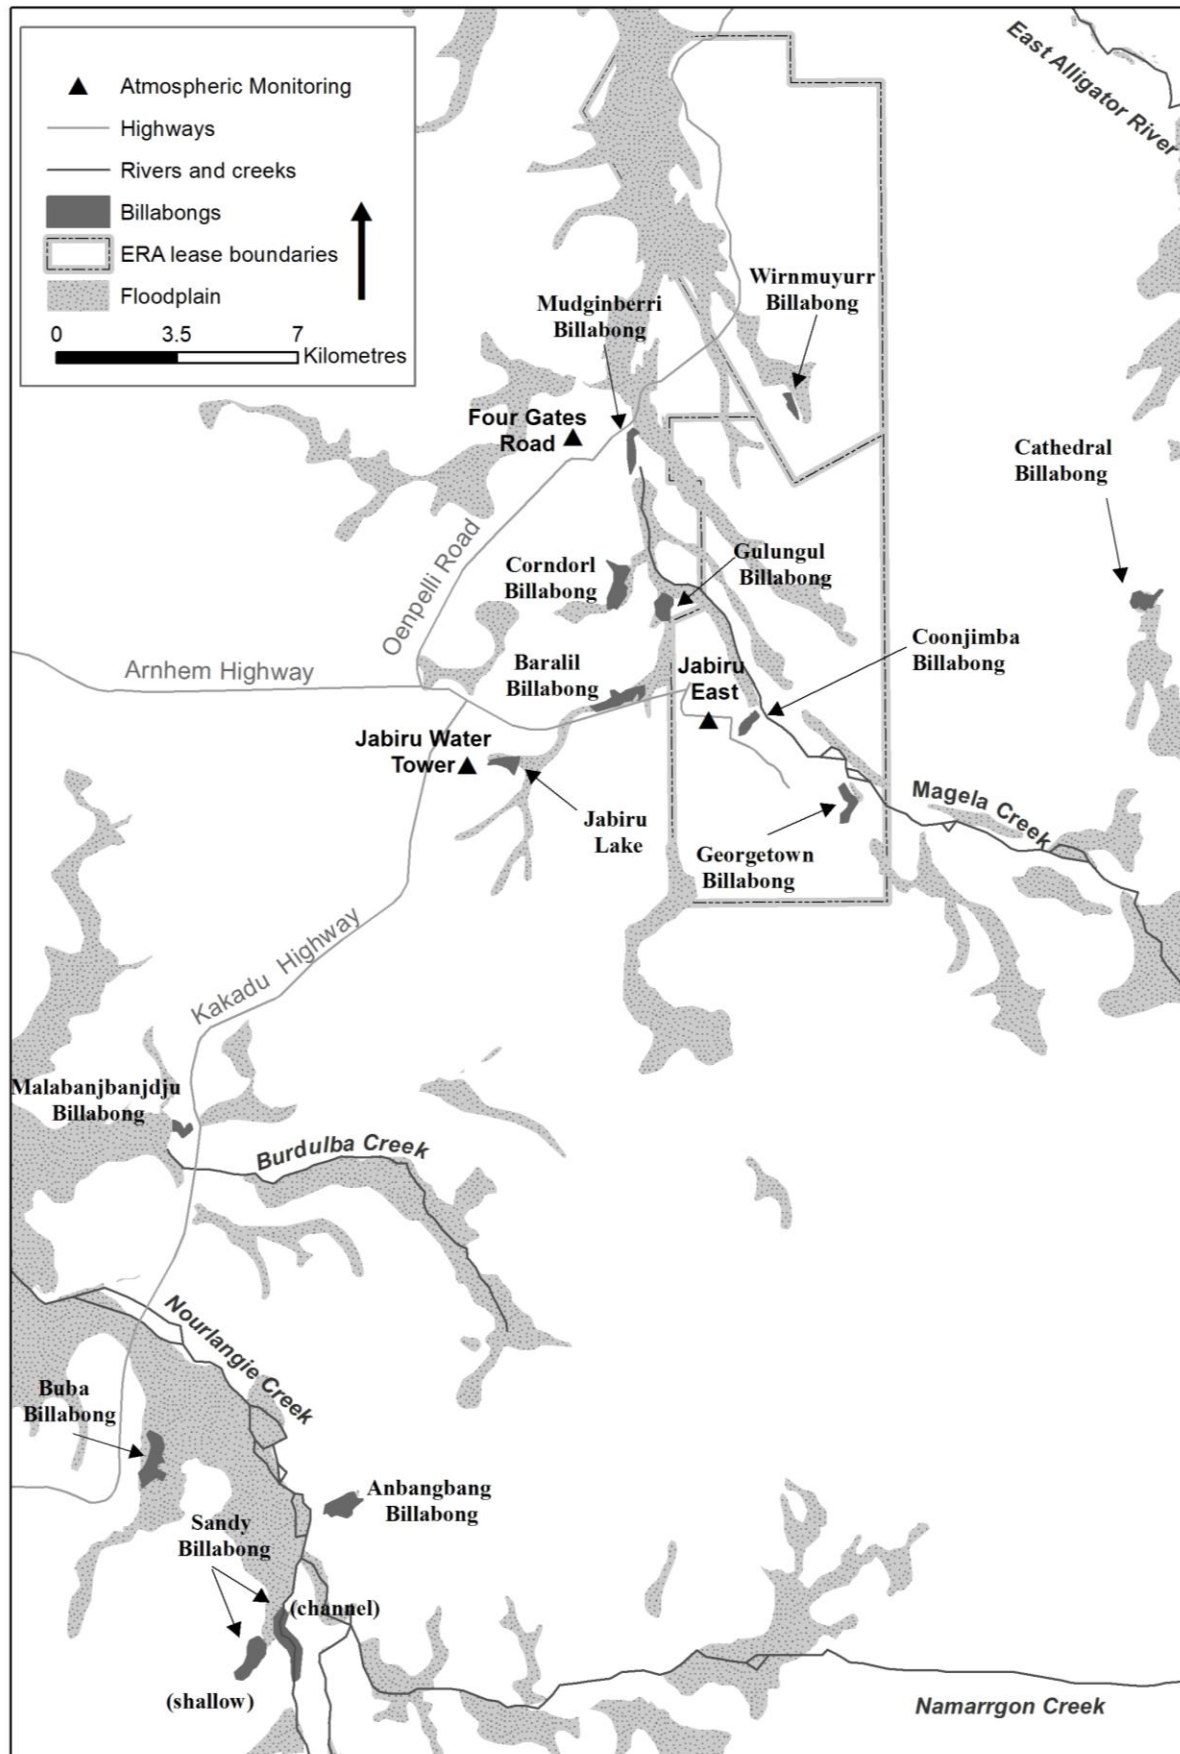 Atmospheric Monitoring
Highways
Rivers and creeks
Billabongs
ERA lease boundaries
Floodplain
0 3.5 7
Kilometres
East Alligator River
Wirnmuyurr
Billabong
Mudginberri
Billabong
Four Gates
Road
Cathedral
Billabong
Oenpelli Road
Corndorl
Billabong
Gulungul
Billabong
Coonjimba
Billabong
Arnhem Highway
Baralil
Billabong
Jabiru
East
Jabiru Water
Tower
Jabiru
Lake
Magela Creek
Georgetown
Billabong
Kakadu Highway
Malabanjbanjdju
Billabong
Burdulba Creek
Nourlangie Creek
Buba
Billabong
Anbangbang
Billabong
Sandy
Billabong
(channel)
(shallow)
Namarrgon Creek